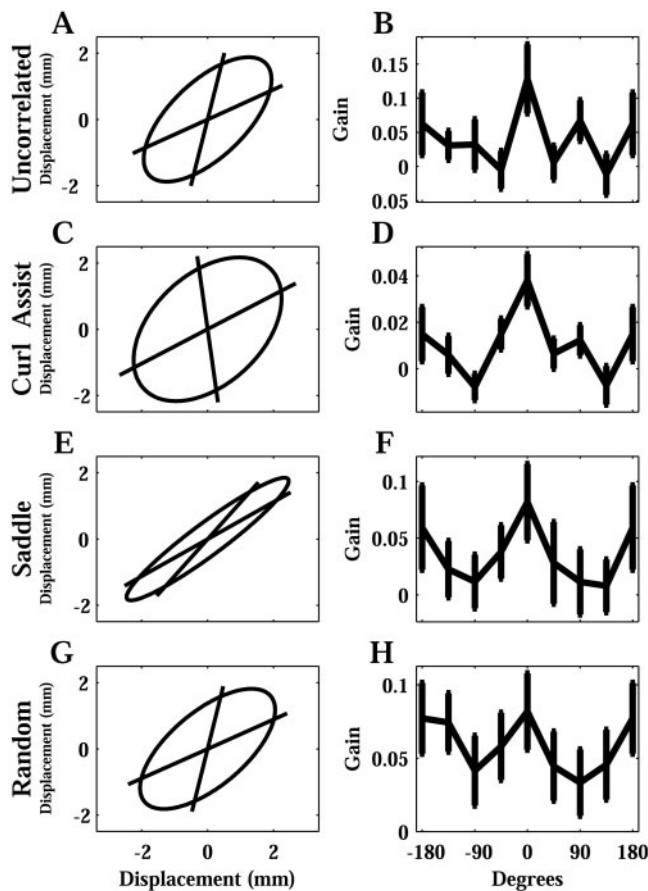 A
B
Uncorrelated
Displacement (mm)
2
0
-2
Gain
0.15
0.1
0.05
0
0.05
C
D
Curl Assist
Displacement (mm)
2
0
-2
Gain
0.04
0.02
0
E
F
Saddle
Displacement (mm)
2
0
-2
Gain
0.1
0.05
0
G
H
Random
Displacement (mm)
2
0
-2
-2 0 2
Displacement (mm)
Gain
0.1
0.05
0
-180 -90 0 90 180
Degrees